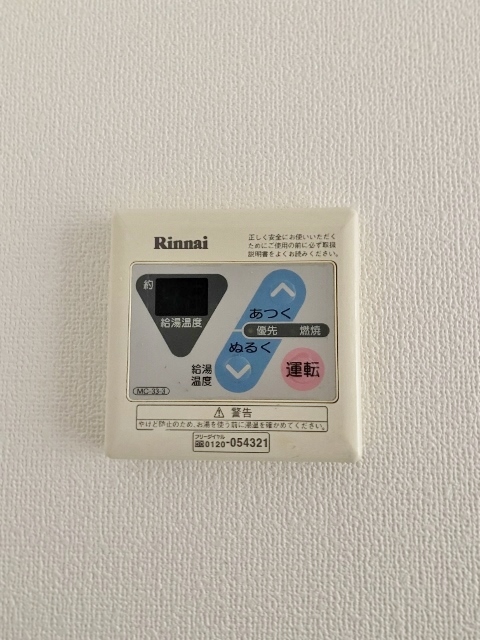 Rinnai
正しく安全にお使いいただく
ためにご使用の前に必ず取扱
説明書をよくお読みください。
約
給湯温度
あつく
優先 燃焼
ぬるく
給湯
温度
運転
MC-33-3
警告
やけど防止のため、お湯を使う前に湯温を確かめてください。
フリーダイヤル
0120-054321